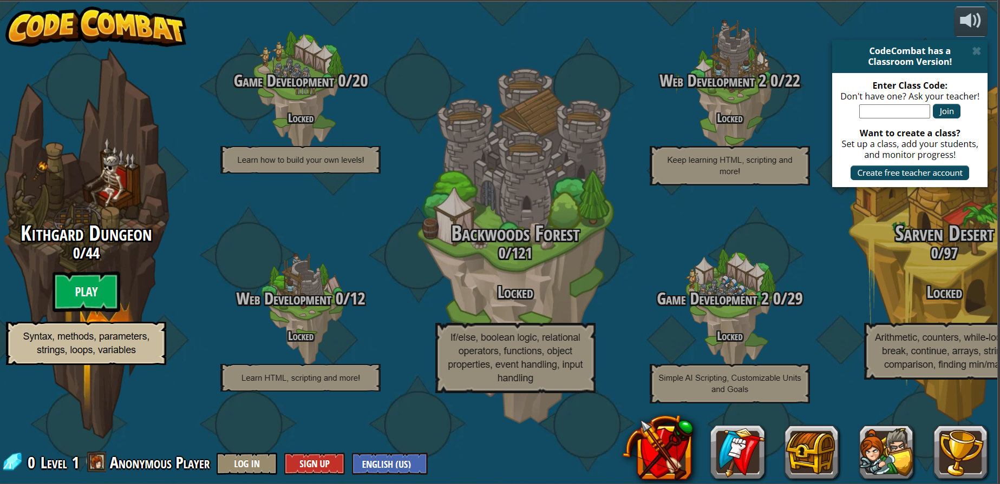 CODE COMBAT
CodeCombat has a
Classroom Version!
Enter Class Code:
Don't have one? Ask your teacher!
Join
Want to create a class?
Set up a class, add your students,
and monitor progress!
Create free teacher account
Game Development 0/20
Locked
Learn how to build your own levels!
Web Development 2 0/22
Locked
Keep learning HTML, scripting and
more!
Kithgard Dungeon
0/44
PLAY
Syntax, methods, parameters,
strings, loops, variables
Web Development 0/12
Locked
Learn HTML, scripting and more!
Backwoods Forest
0/121
Locked
If/else, boolean logic, relational
operators, functions, object
properties, event handling, input
handling
Game Development 2 0/29
Locked
Simple AI Scripting, Customizable Units
and Goals
Sarven Desert
0/97
Locked
Arithmetic, counters, while-lo
break, continue, arrays, stri
comparison, finding min/ma
0 Level 1
Anonymous Player
LOG IN
SIGN UP
ENGLISH (US)